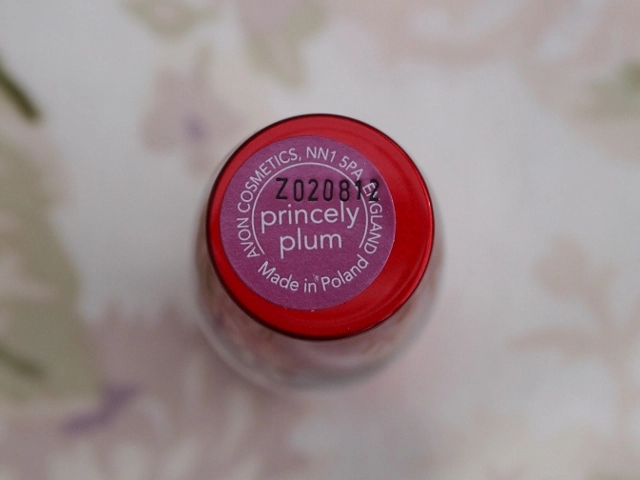 AVON COSMETICS, NN1 5PA, ENGLAND
Z020812
princely
plum
Made in Poland